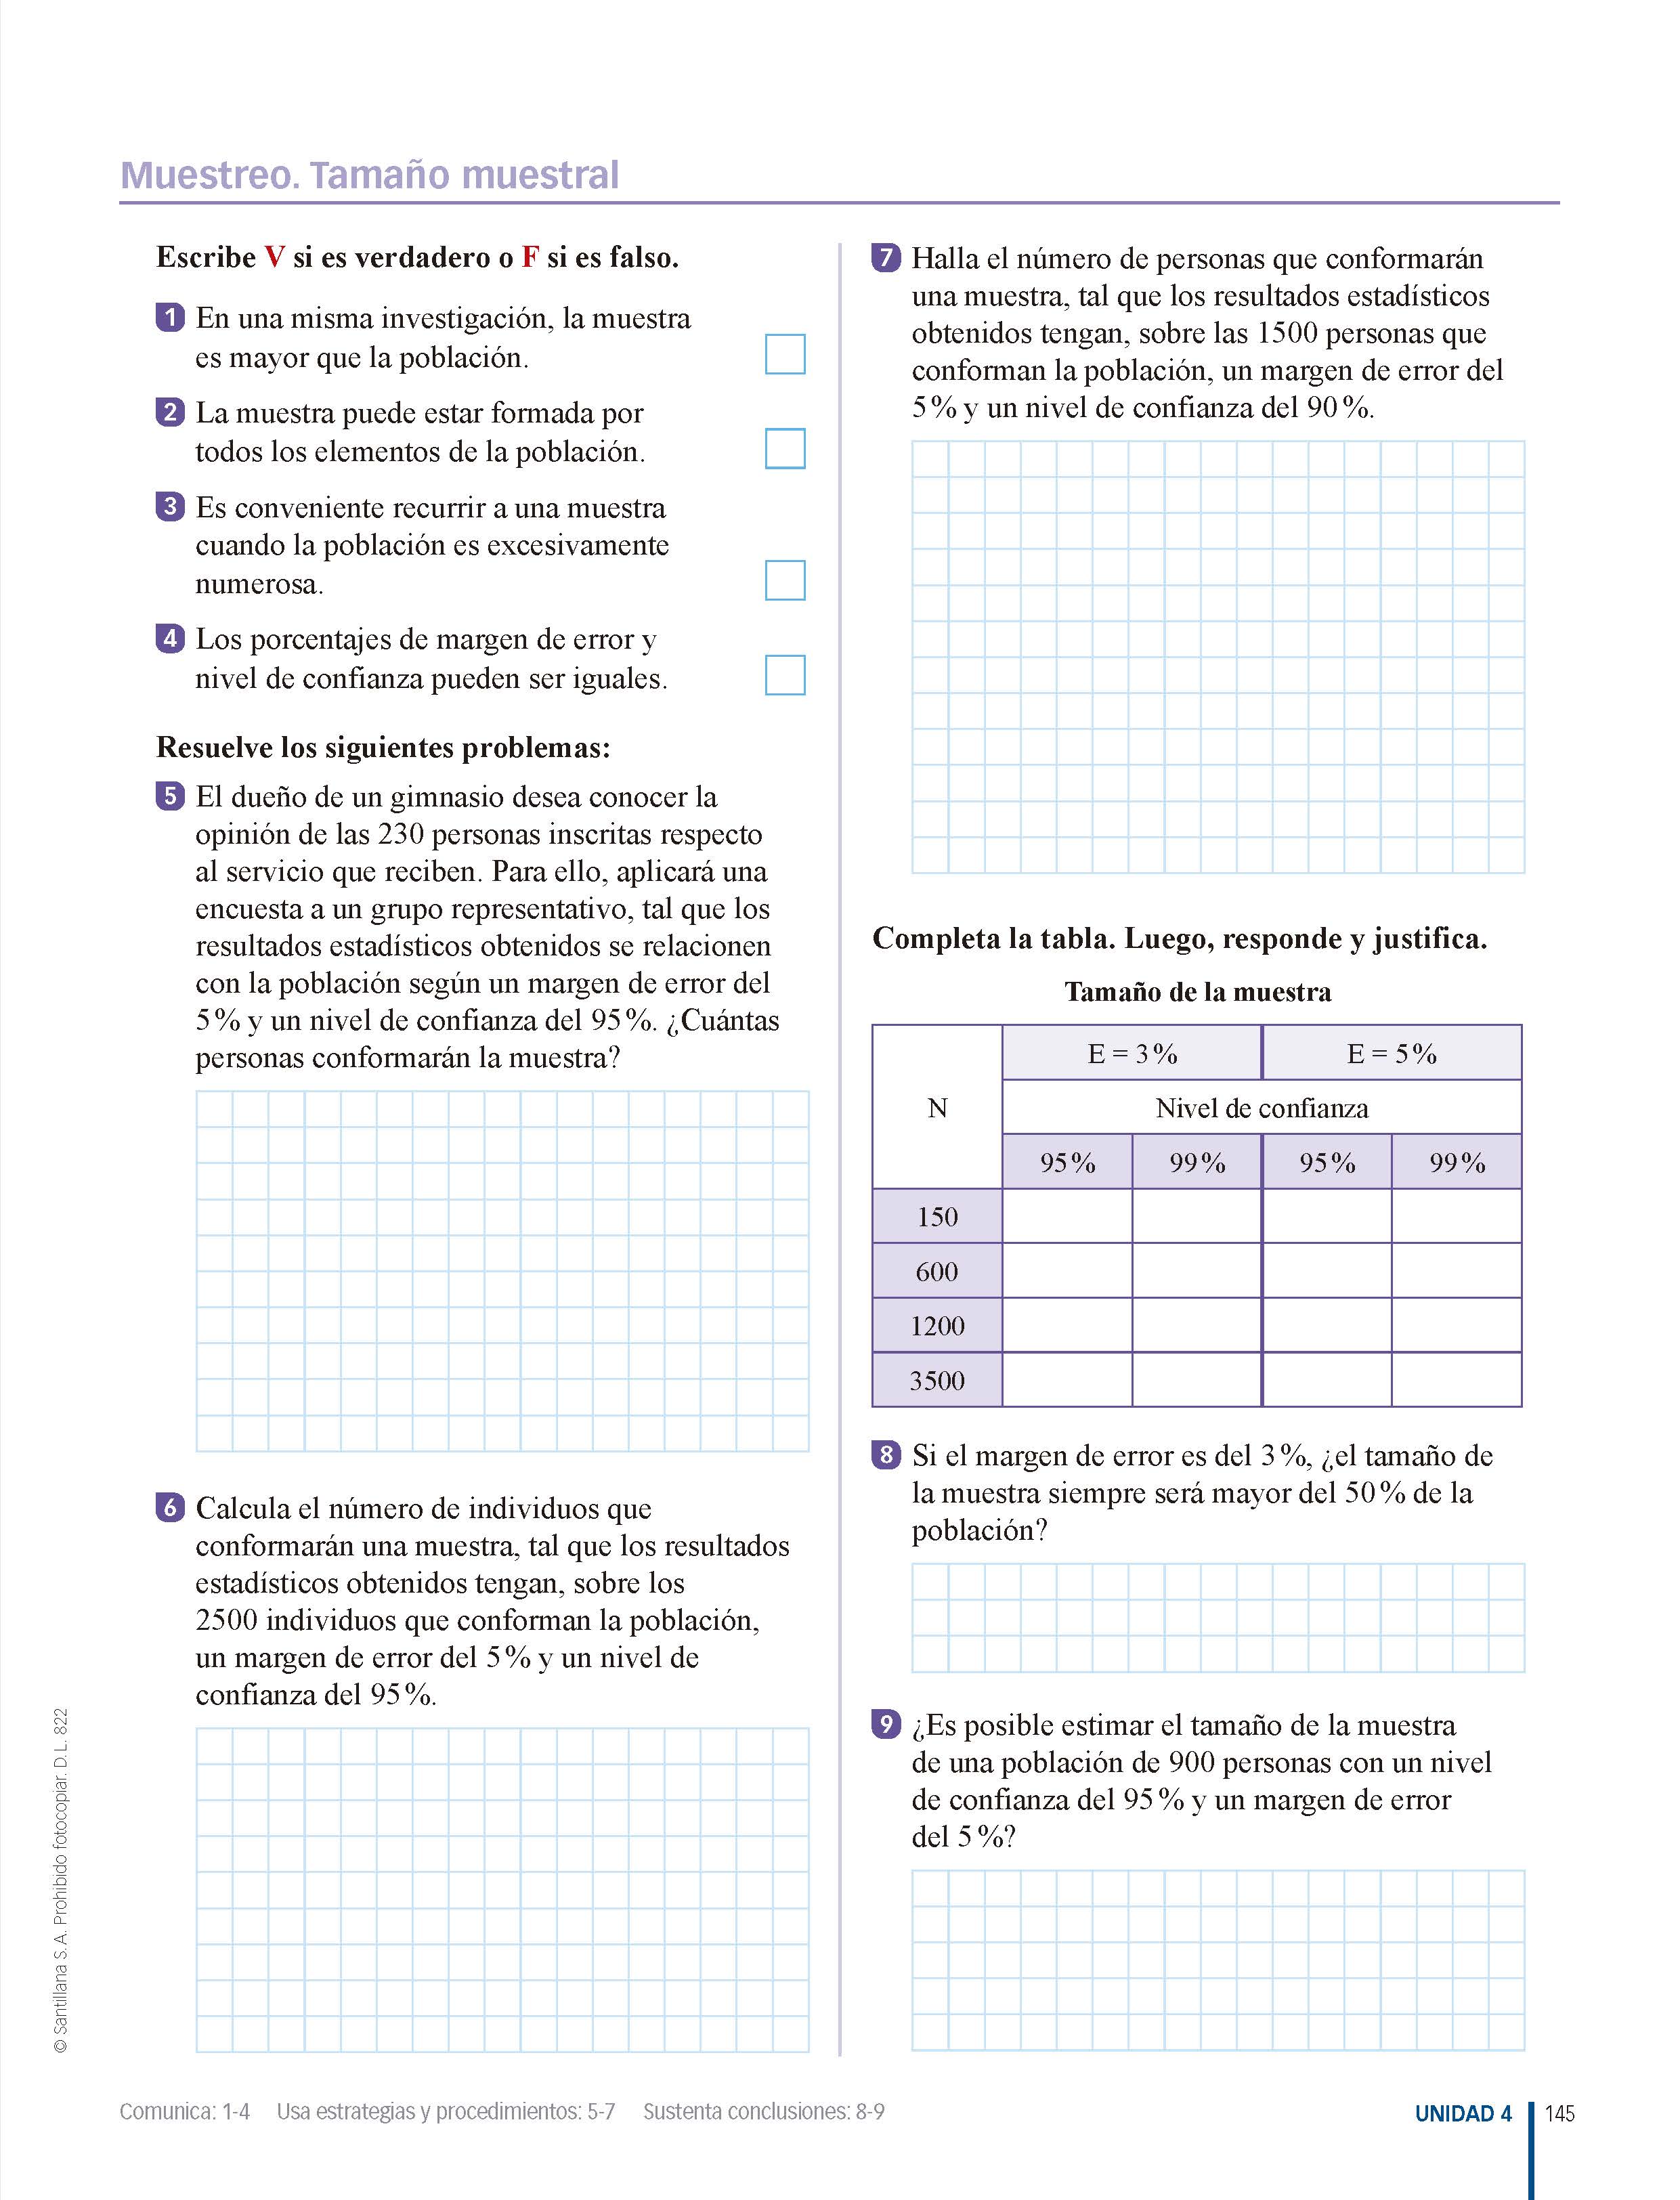 Muestreo. Tamaño muestral
Escribe V si es verdadero o F si es falso.
1 En una misma investigación, la muestra
es mayor que la población.
2 La muestra puede estar formada por
todos los elementos de la población.
3 Es conveniente recurrir a una muestra
cuando la población es excesivamente
numerosa.
4 Los porcentajes de margen de error y
nivel de confianza pueden ser iguales.
Resuelve los siguientes problemas:
5 El dueño de un gimnasio desea conocer la
opinión de las 230 personas inscritas respecto
al servicio que reciben. Para ello, aplicará una
encuesta a un grupo representativo, tal que los
resultados estadísticos obtenidos se relacionen
con la población según un margen de error del
5 % y un nivel de confianza del 95 %. ¿Cuántas
personas conformarán la muestra?
6 Calcula el número de individuos que
conformarán una muestra, tal que los resultados
estadísticos obtenidos tengan, sobre los
2500 individuos que conforman la población,
un margen de error del 5 % y un nivel de
confianza del 95 %.
7 Halla el número de personas que conformarán
una muestra, tal que los resultados estadísticos
obtenidos tengan, sobre las 1500 personas que
conforman la población, un margen de error del
5 % y un nivel de confianza del 90 %.
Completa la tabla. Luego, responde y justifica.
Tamaño de la muestra
N
E = 3 % E = 5 %
Nivel de confianza
95 % 99 % 95 % 99 %
150
600
1200
3500
8 Si el margen de error es del 3 %, ¿el tamaño de
la muestra siempre será mayor del 50 % de la
población?
9 ¿Es posible estimar el tamaño de la muestra
de una población de 900 personas con un nivel
de confianza del 95 % y un margen de error
del 5 %?
© Santillana S. A. Prohibido fotocopiar. D. L. 822
Comunica: 1-4 Usa estrategias y procedimientos: 5-7 Sustenta conclusiones: 8-9
UNIDAD 4 145